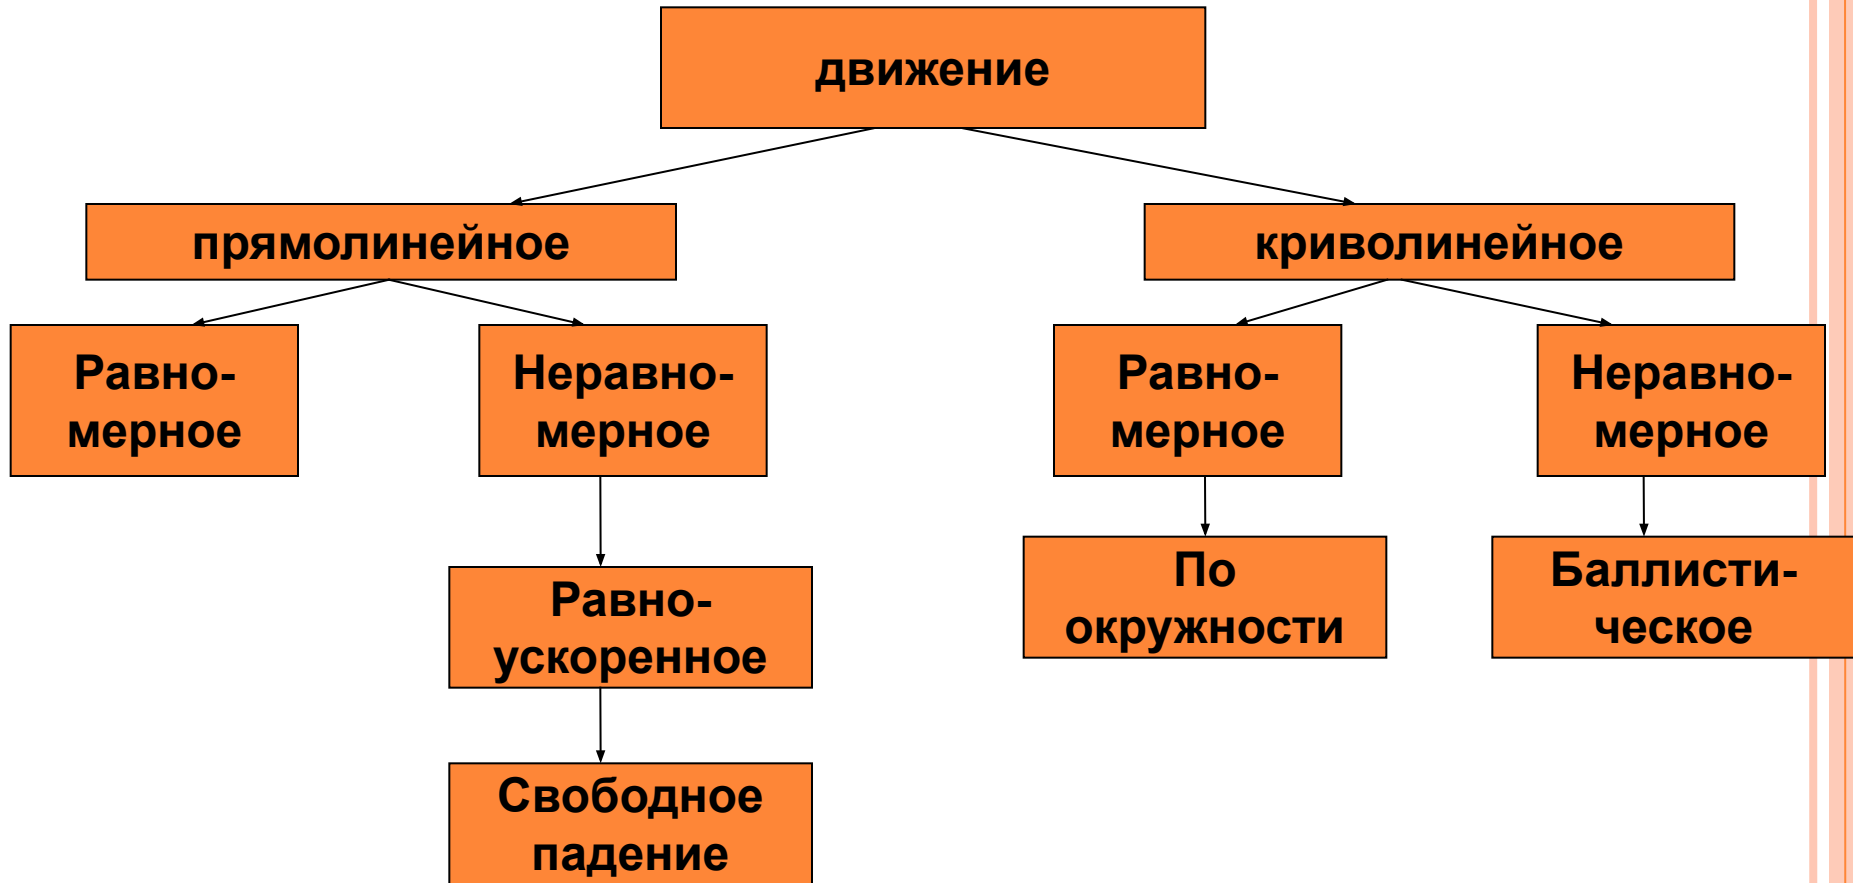 движение
прямолинейное
криволинейное
Равно-
мерное
Неравно-
мерное
Равно-
мерное
Неравно-
мерное
Равно-
ускоренное
По
окружности
Баллисти-
ческое
Свободное
падение